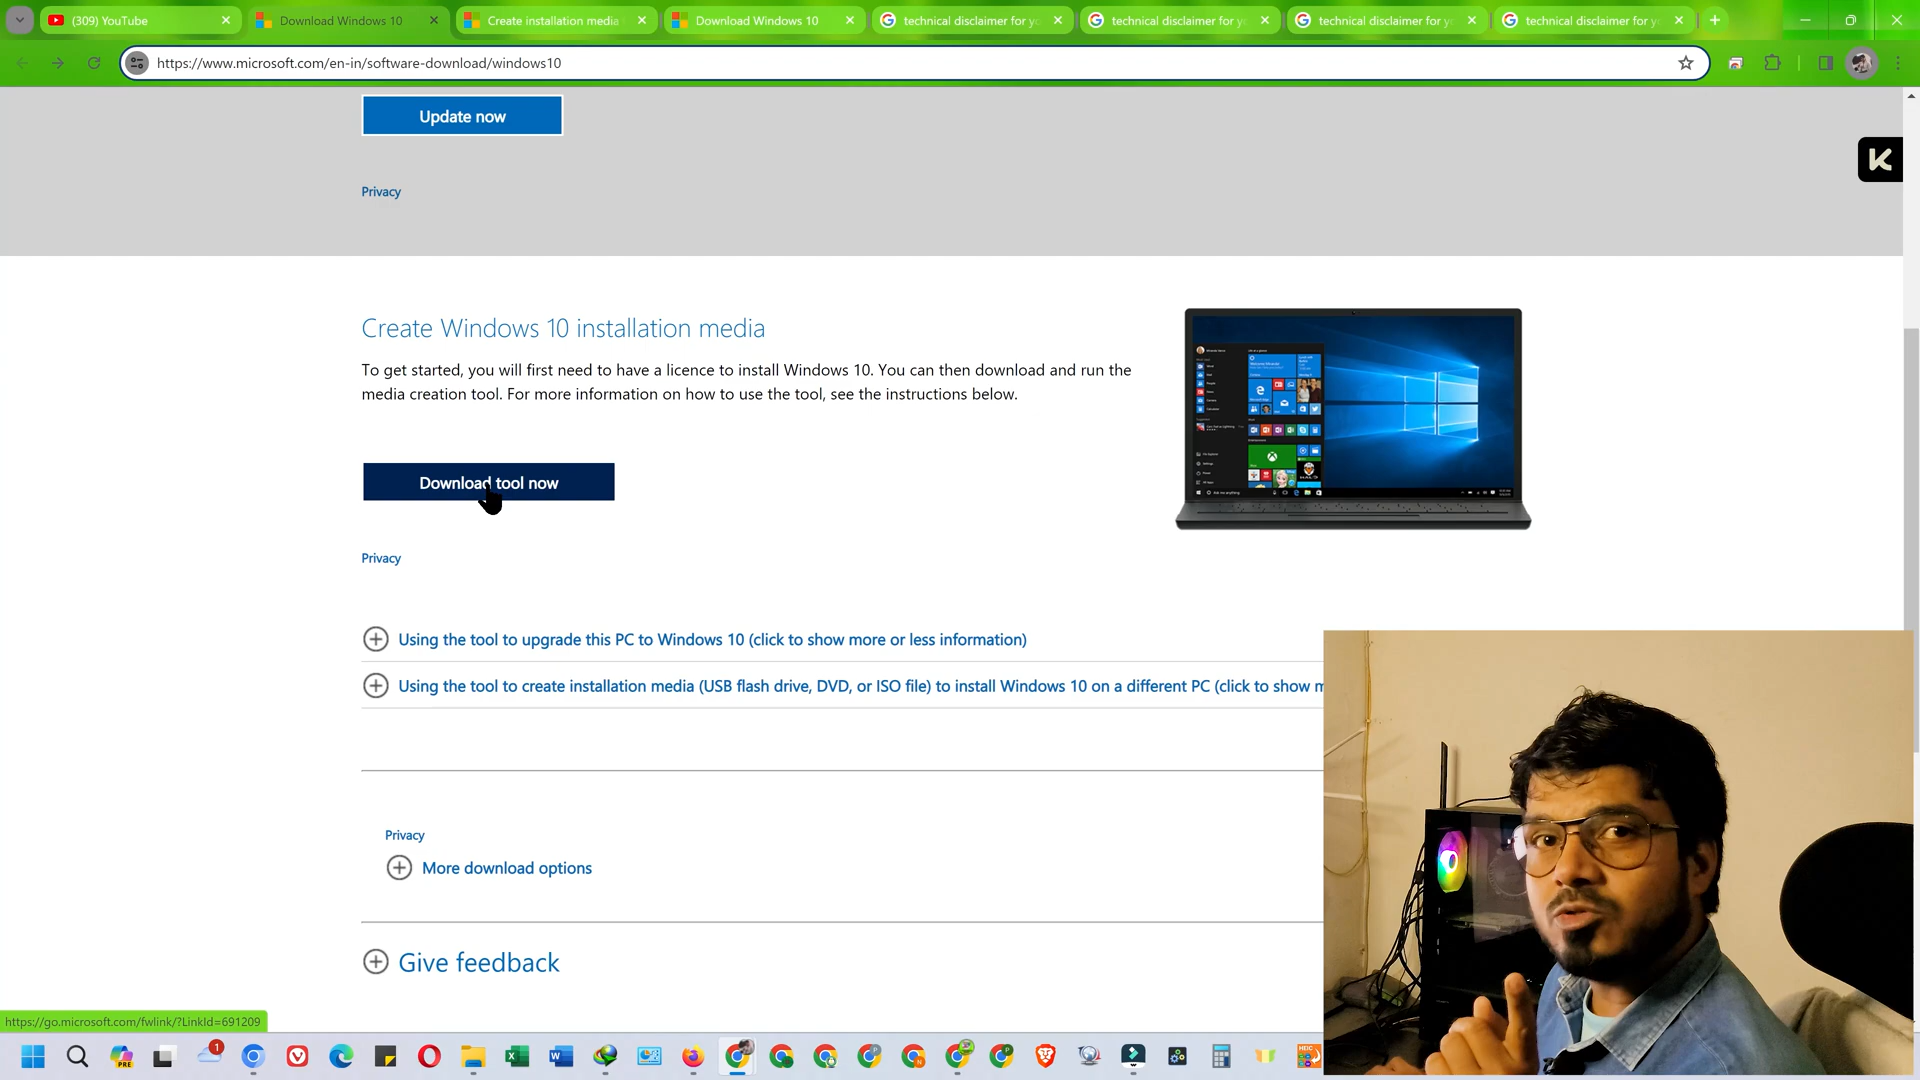 (309) YouTube
Download Windows 10
Create installation media
Download Windows 10
technical disclaimer for yo
technical disclaimer for yo
technical disclaimer for yo
technical disclaimer for yo
https://www.microsoft.com/en-in/software-download/windows10
Update now
Privacy
K
Create Windows 10 installation media
To get started, you will first need to have a licence to install Windows 10. You can then download and run the
media creation tool. For more information on how to use the tool, see the instructions below.
Download tool now
Privacy
Using the tool to upgrade this PC to Windows 10 (click to show more or less information)
Using the tool to create installation media (USB flash drive, DVD, or ISO file) to install Windows 10 on a different PC (click to show m
Privacy
More download options
Give feedback
https://go.microsoft.com/fwlink/?LinkId=691209
PRE
1
HEIC